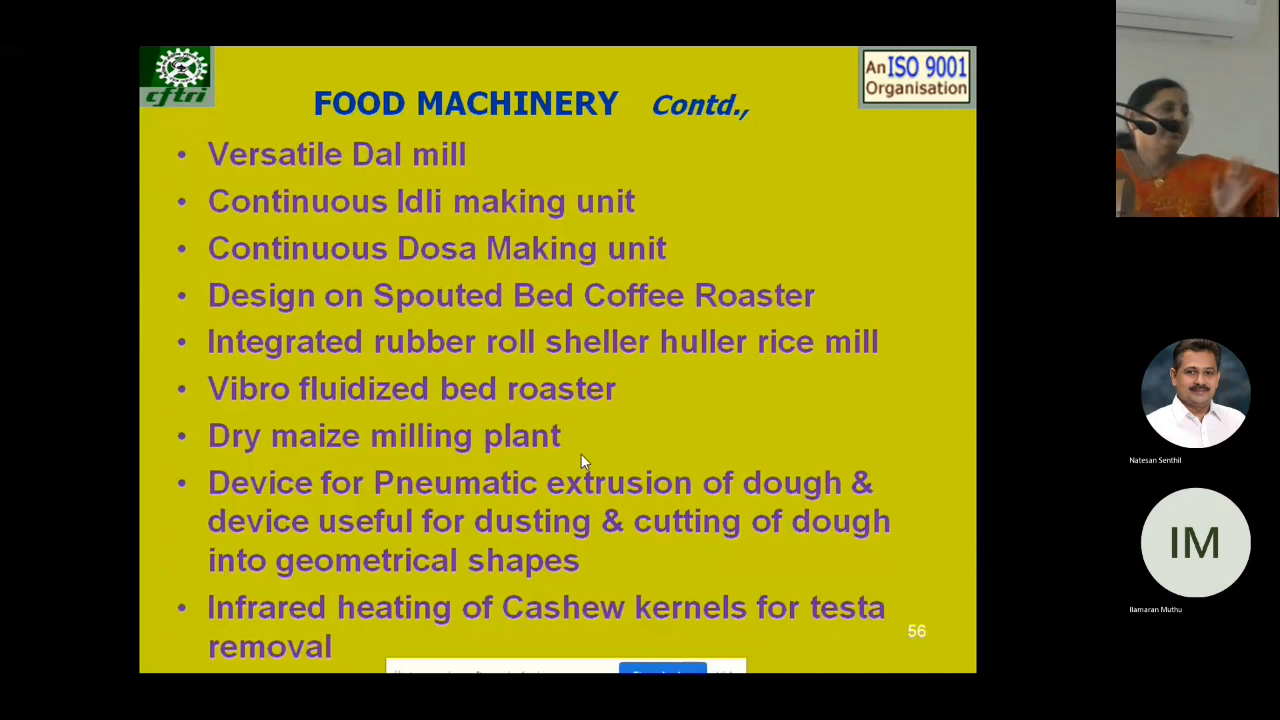 cftri
An ISO 9001
Organisation
FOOD MACHINERY Contd.,
• Versatile Dal mill
• Continuous Idli making unit
• Continuous Dosa Making unit
• Design on Spouted Bed Coffee Roaster
• Integrated rubber roll sheller huller rice mill
• Vibro fluidized bed roaster
• Dry maize milling plant
• Device for Pneumatic extrusion of dough &
device useful for dusting & cutting of dough
into geometrical shapes
• Infrared heating of Cashew kernels for testa
removal
56
Natesan Senthil
IM
Ilamaran Muthu